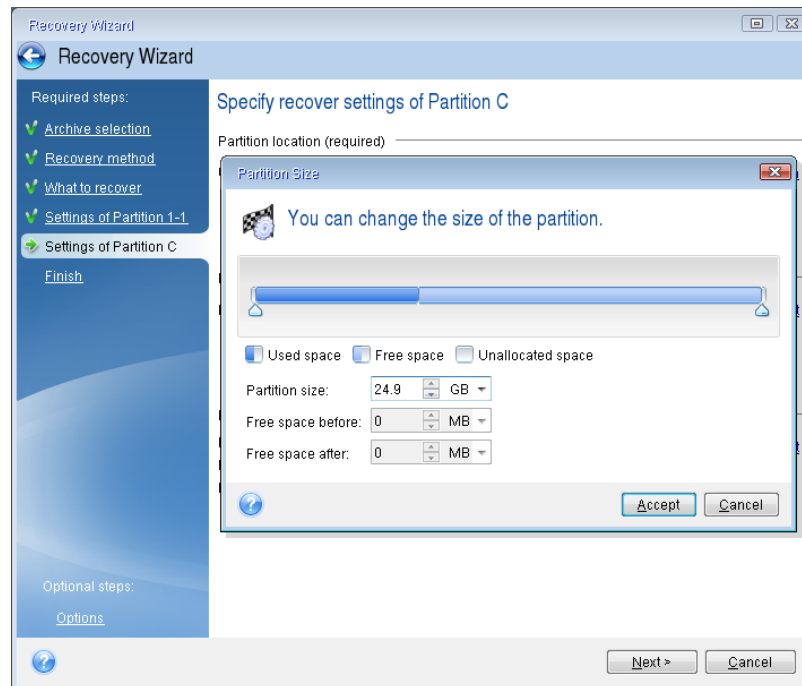 Recovery Wizard
Recovery Wizard
Required steps:
Archive selection
Recovery method
What to recover
Settings of Partition 1-1
Settings of Partition C
Finish
Optional steps:
Options
Specify recover settings of Partition C
Partition location (required)
Partition Size
You can change the size of the partition.
Used space Free space Unallocated space
Partition size: 24.9 GB
Free space before: 0 MB
Free space after: 0 MB
Accept Cancel
Next > Cancel